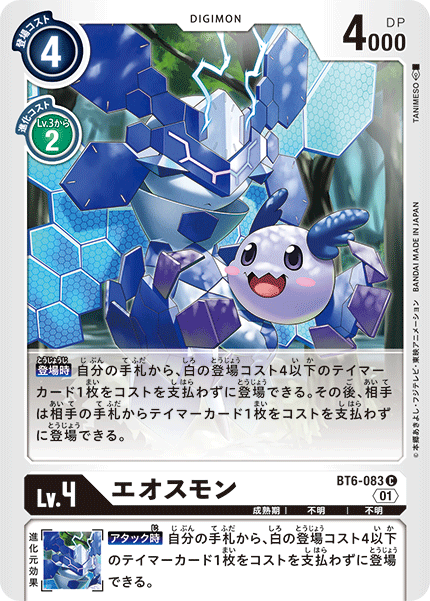 登場コスト
4
DIGIMON
DP
4000
進化コスト
Lv.3から
2
TANIMESO
©本郷あきよし・フジテレビ・東映アニメーション BANDAI MADE IN JAPAN
登場時 自分の手札から、白の登場コスト4以下のテイマー
カード1枚をコストを支払わずに登場できる。その後、相手
は相手の手札からテイマーカード1枚をコストを支払わず
に登場できる。
BT6-083 C
Lv.4 エオスモン
01
成熟期 | 不明 | 不明
進化元効果
アタック時 自分の手札から、白の登場コスト4以下
のテイマーカード1枚をコストを支払わずに登場
できる。